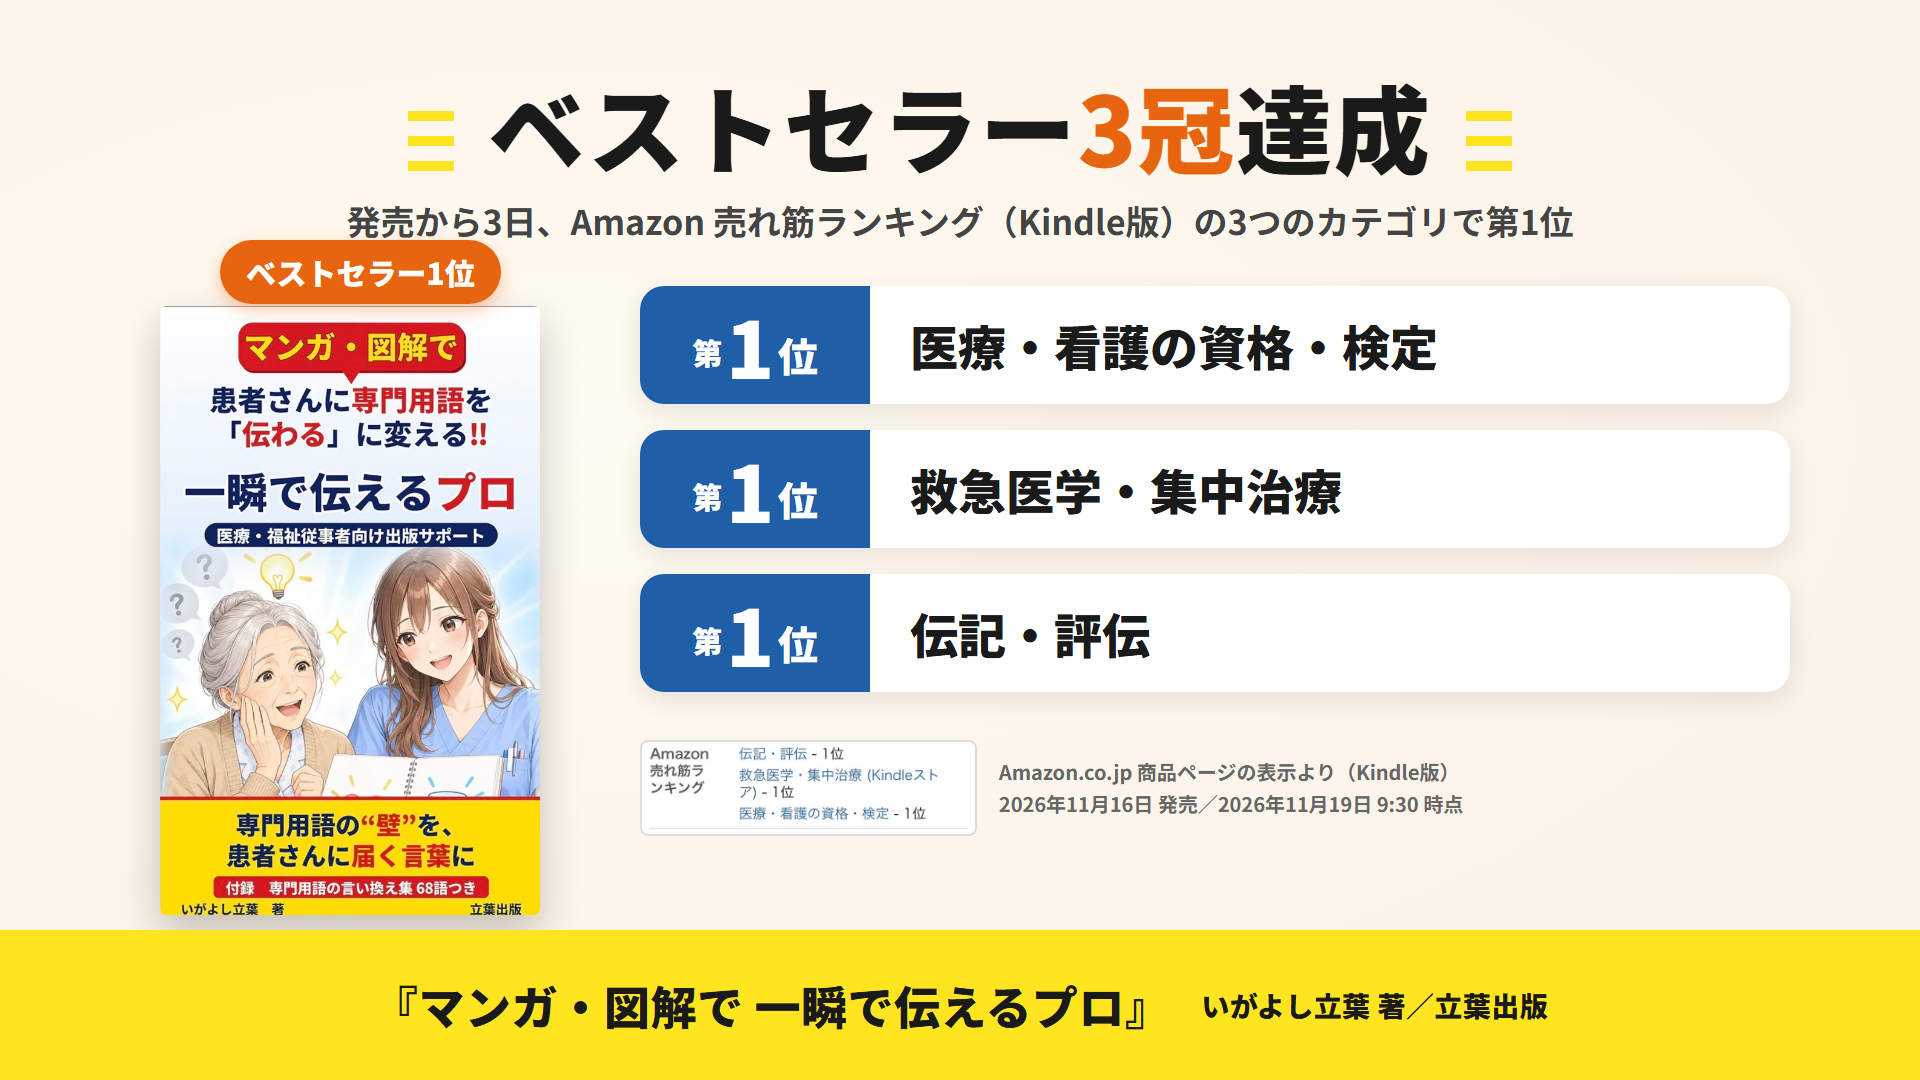 ベストセラー3冠達成
発売から3日、Amazon 売れ筋ランキング（Kindle版）の3つのカテゴリで第1位
ベストセラー1位
マンガ・図解で
患者さんに専門用語を
「伝わる」に変える!!
一瞬で伝えるプロ
医療・福祉従事者向け出版サポート
?
?
?
専門用語の“壁”を、
患者さんに届く言葉に
付録　専門用語の言い換え集 68語つき
いがよし立葉　著　立葉出版
第1位 医療・看護の資格・検定
第1位 救急医学・集中治療
第1位 伝記・評伝
Amazon
売れ筋ラ
ンキング
伝記・評伝 - 1位
救急医学・集中治療 (Kindleスト
ア) - 1位
医療・看護の資格・検定 - 1位
Amazon.co.jp 商品ページの表示より（Kindle版）
2026年11月16日 発売／2026年11月19日 9:30 時点
『マンガ・図解で 一瞬で伝えるプロ』 いがよし立葉 著／立葉出版